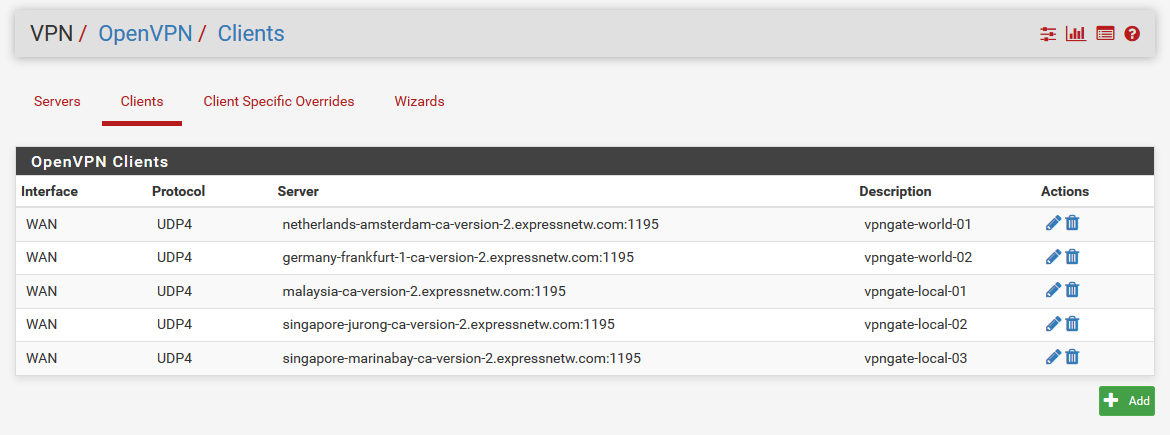 VPN / OpenVPN / Clients
Servers Clients Client Specific Overrides Wizards
OpenVPN Clients
Interface Protocol Server Description Actions
WAN UDP4 netherlands-amsterdam-ca-version-2.expressnetw.com:1195 vpngate-world-01
WAN UDP4 germany-frankfurt-1-ca-version-2.expressnetw.com:1195 vpngate-world-02
WAN UDP4 malaysia-ca-version-2.expressnetw.com:1195 vpngate-local-01
WAN UDP4 singapore-jurong-ca-version-2.expressnetw.com:1195 vpngate-local-02
WAN UDP4 singapore-marinabay-ca-version-2.expressnetw.com:1195 vpngate-local-03
Add